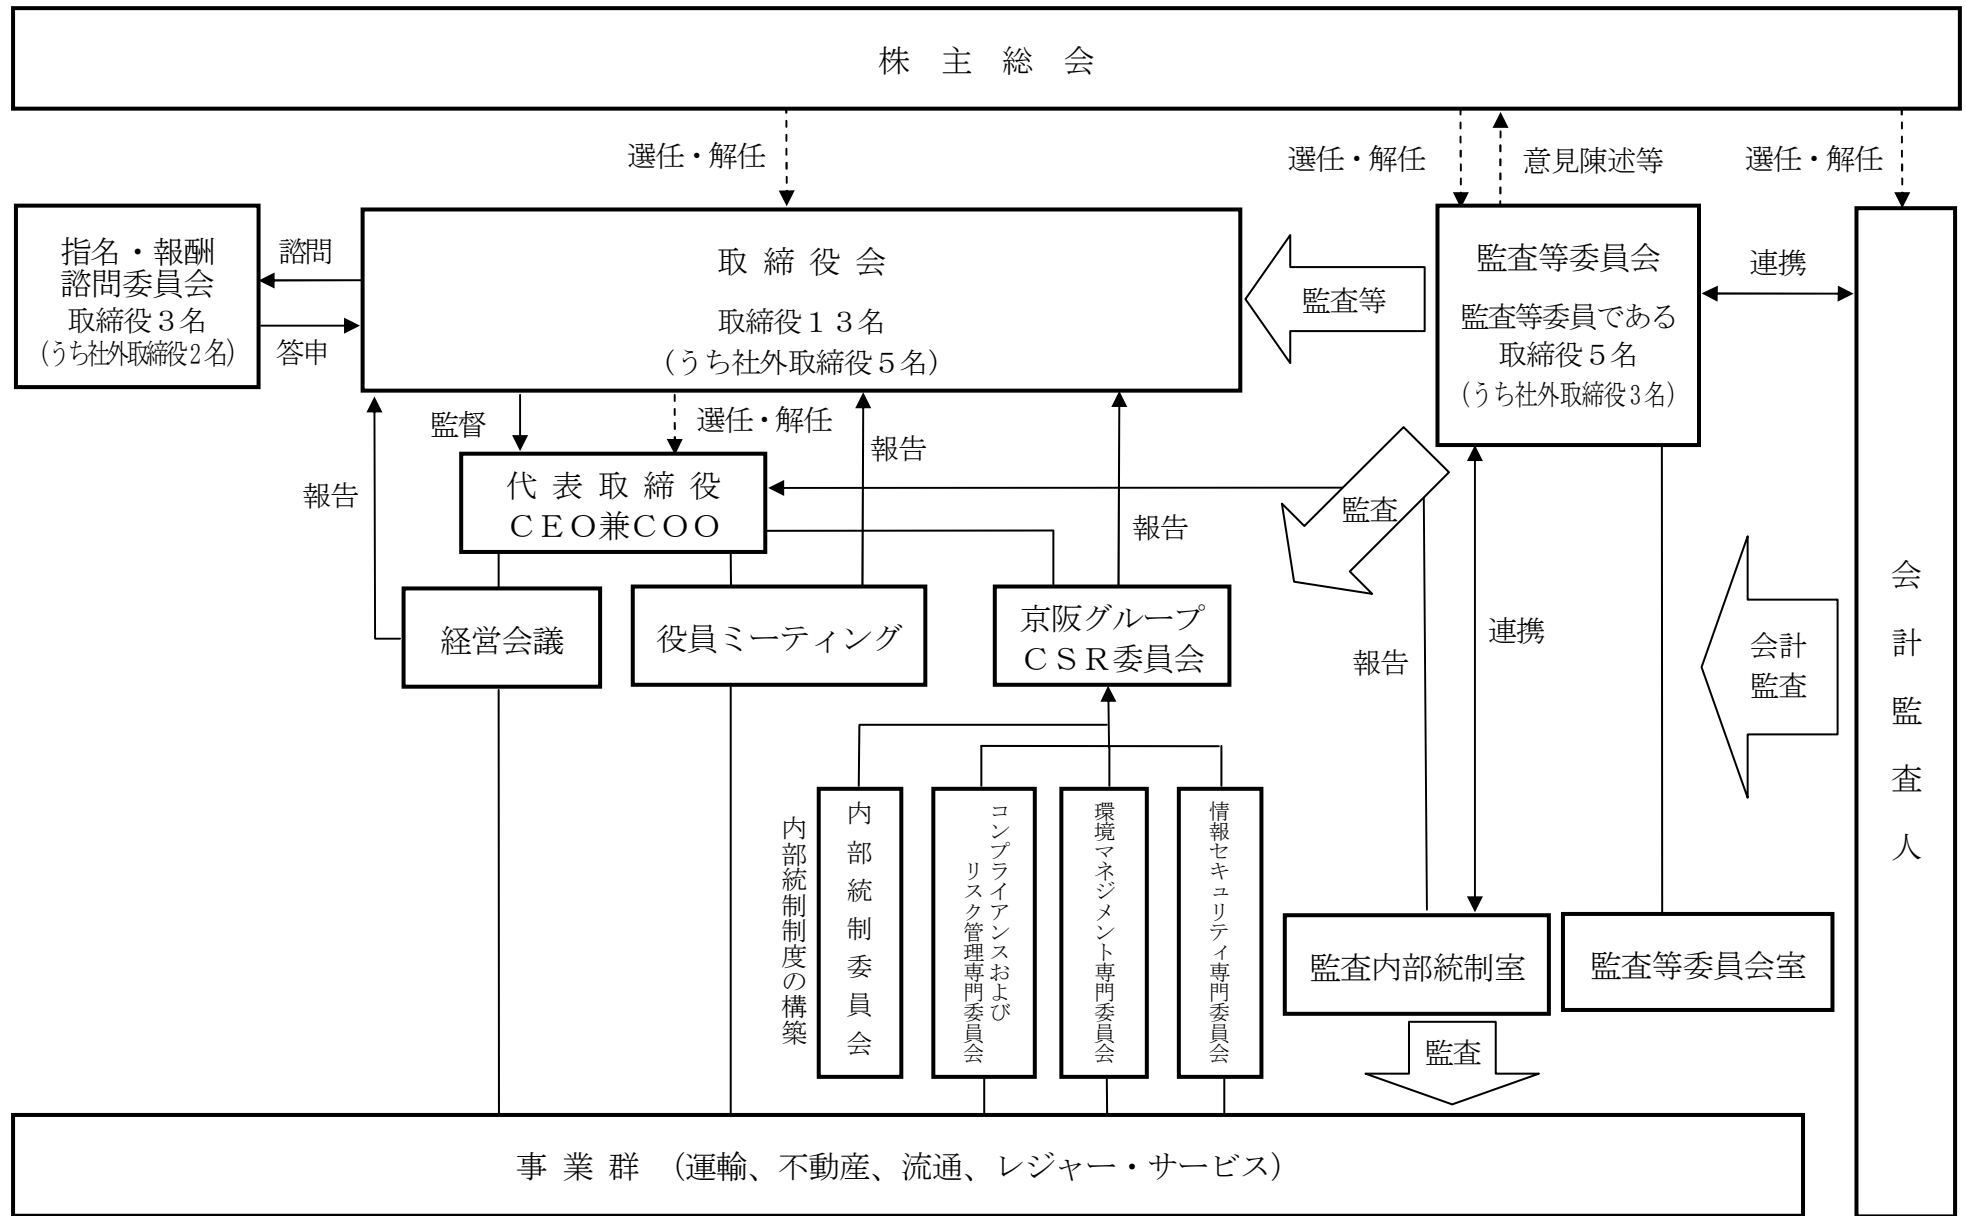 株主総会
選任・解任
選任・解任
意見陳述等
選任・解任
指名・報酬
諮問委員会
取締役３名
(うち社外取締役２名)
諮問
答申
取締役会
取締役１３名
(うち社外取締役５名)
監査等
監査等委員会
監査等委員である
取締役５名
(うち社外取締役３名)
連携
監督
選任・解任
報告
報告
代表取締役
ＣＥＯ兼ＣＯＯ
監査
報告
経営会議
役員ミーティング
京阪グループ
ＣＳＲ委員会
連携
報告
会計
監査
会計監査人
内部統制制度の構築
内部統制委員会
コンプライアンスおよび
リスク管理専門委員会
環境マネジメント専門委員会
情報セキュリティ専門委員会
監査内部統制室
監査等委員会室
監査
事業群 （運輸、不動産、流通、レジャー・サービス）